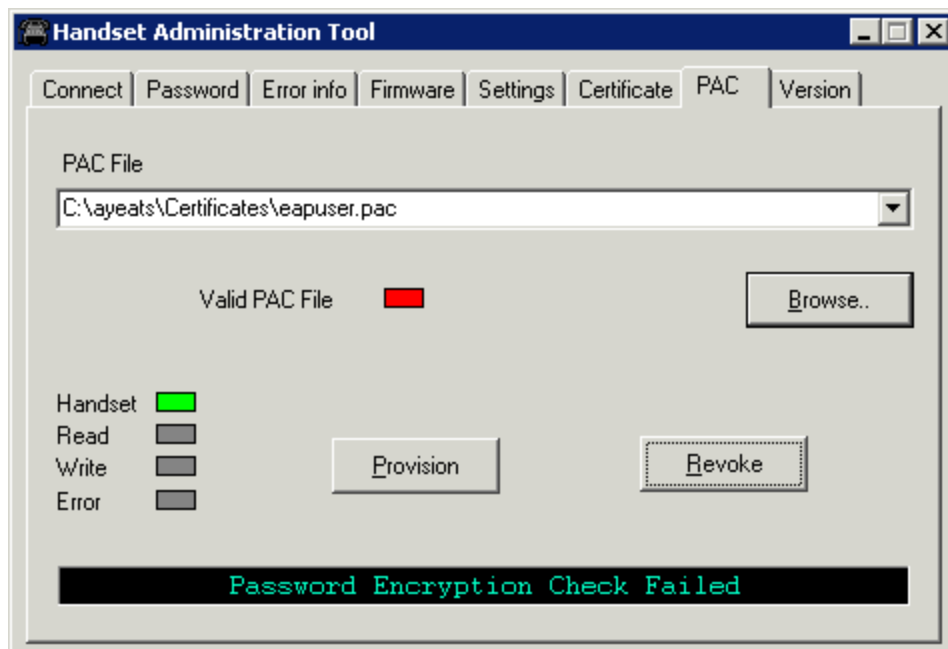 Handset Administration Tool
Connect Password Error info Firmware Settings Certificate PAC Version
PAC File
C:\ayeats\Certificates\eapuser.pac
Valid PAC File
Browse..
Handset
Read
Write
Error
Provision
Revoke
Password Encryption Check Failed